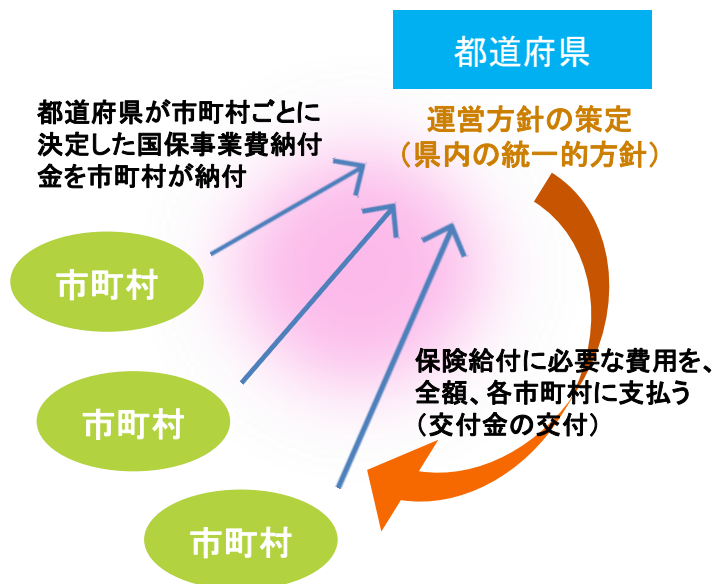 都道府県
運営方針の策定
（県内の統一的方針）
都道府県が市町村ごとに
決定した国保事業費納付
金を市町村が納付
市町村
市町村
市町村
保険給付に必要な費用を、
全額、各市町村に支払う
（交付金の交付）